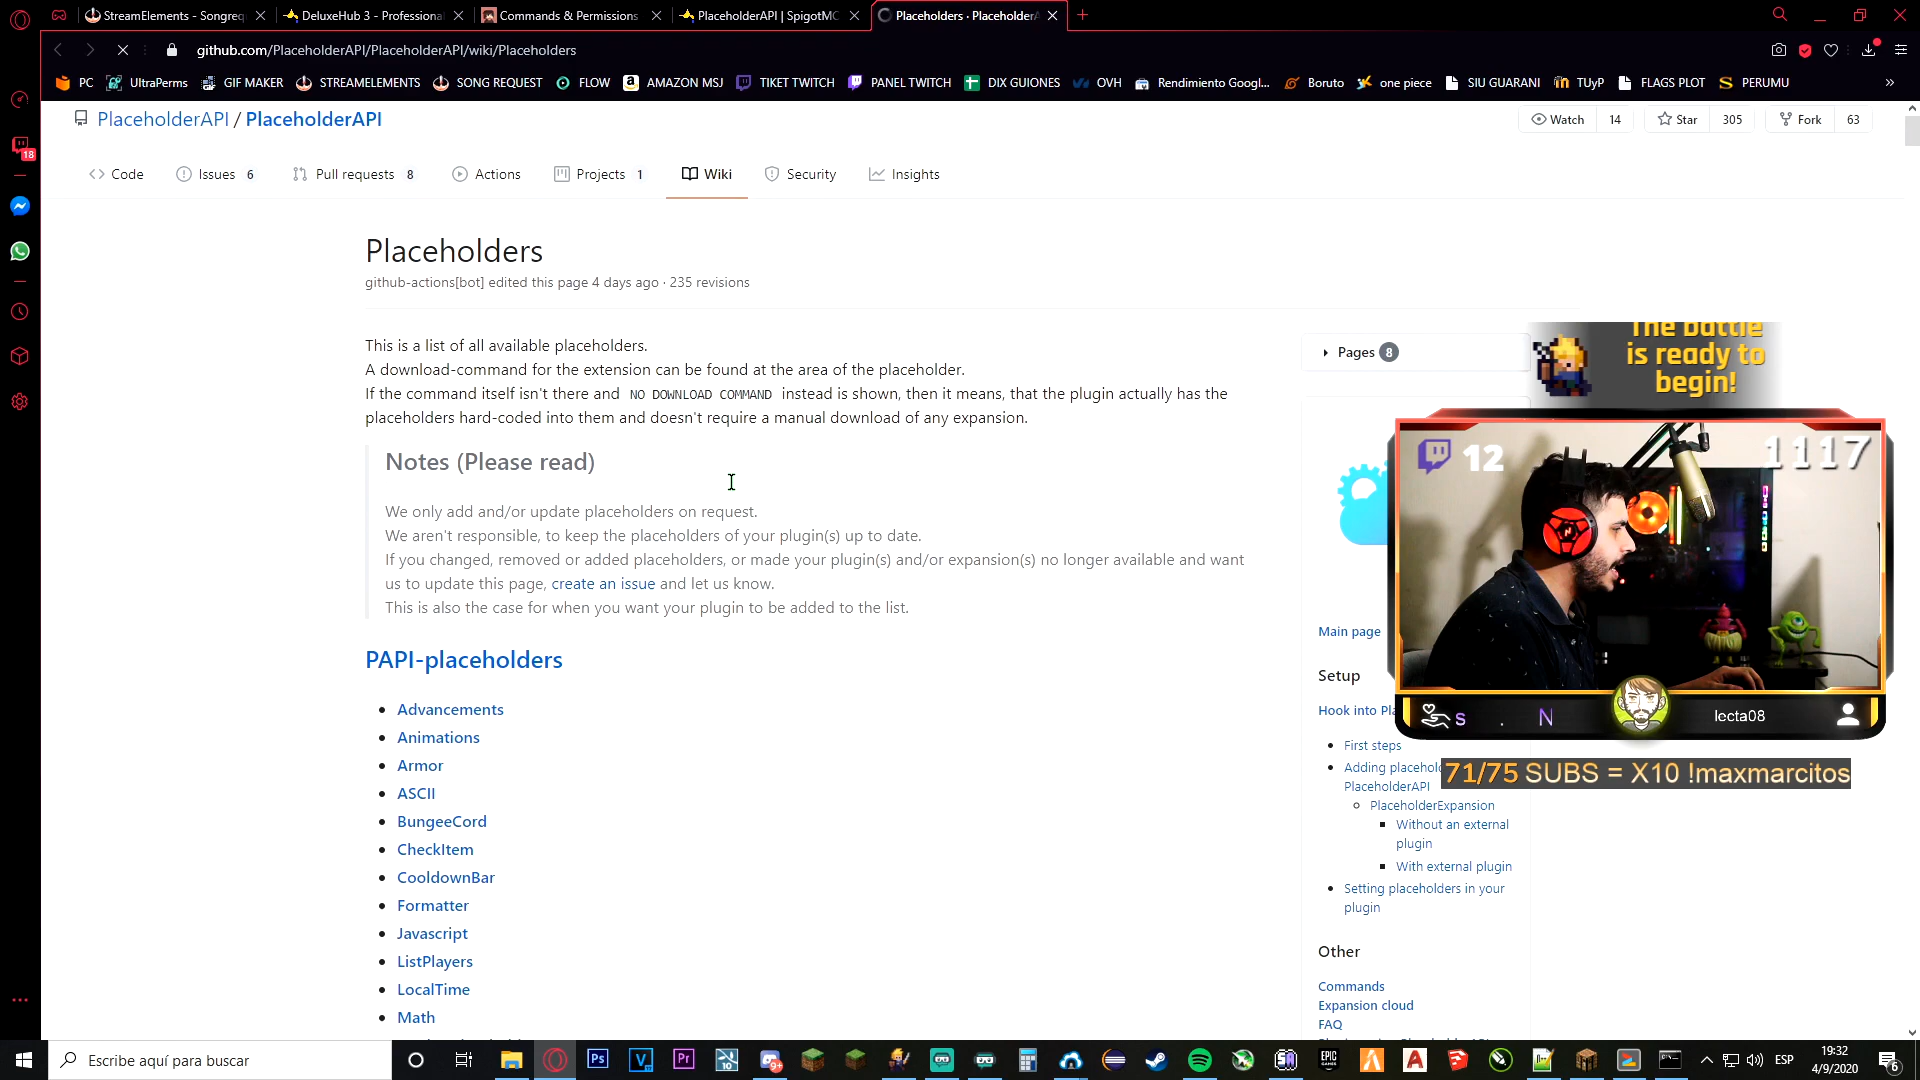 StreamElements - Songreq
DeluxeHub 3 - Professiona
Commands & Permissions
PlaceholderAPI | SpigotMC
Placeholders · PlaceholderA
github.com/PlaceholderAPI/PlaceholderAPI/wiki/Placeholders
PC
UltraPerms
GIF MAKER
STREAMELEMENTS
SONG REQUEST
FLOW
AMAZON MSJ
TIKET TWITCH
PANEL TWITCH
DIX GUIONES
OVH
Rendimiento Googl...
Boruto
one piece
SIU GUARANI
TUyP
FLAGS PLOT
PERUMU
18
PlaceholderAPI / PlaceholderAPI
Watch 14
Star 305
Fork 63
Code
Issues 6
Pull requests 8
Actions
Projects 1
Wiki
Security
Insights
Placeholders
github-actions[bot] edited this page 4 days ago · 235 revisions
This is a list of all available placeholders.
A download-command for the extension can be found at the area of the placeholder.
If the command itself isn't there and NO DOWNLOAD COMMAND instead is shown, then it means, that the plugin actually has the
placeholders hard-coded into them and doesn't require a manual download of any expansion.
Notes (Please read)
We only add and/or update placeholders on request.
We aren't responsible, to keep the placeholders of your plugin(s) up to date.
If you changed, removed or added placeholders, or made your plugin(s) and/or expansion(s) no longer available and want
us to update this page, create an issue and let us know.
This is also the case for when you want your plugin to be added to the list.
PAPI-placeholders
Advancements
Animations
Armor
ASCII
BungeeCord
CheckItem
CooldownBar
Formatter
Javascript
ListPlayers
LocalTime
Math
Pages 8
The battle
is ready to
begin!
12
1117
s . N
lecta08
71/75 SUBS = X10 !maxmarcitos
Main page
Setup
Hook into Pla
First steps
Adding placehold
PlaceholderAPI
PlaceholderExpansion
Without an external
plugin
With external plugin
Setting placeholders in your
plugin
Other
Commands
Expansion cloud
FAQ
Escribe aquí para buscar
ESP
19:32
4/9/2020
6